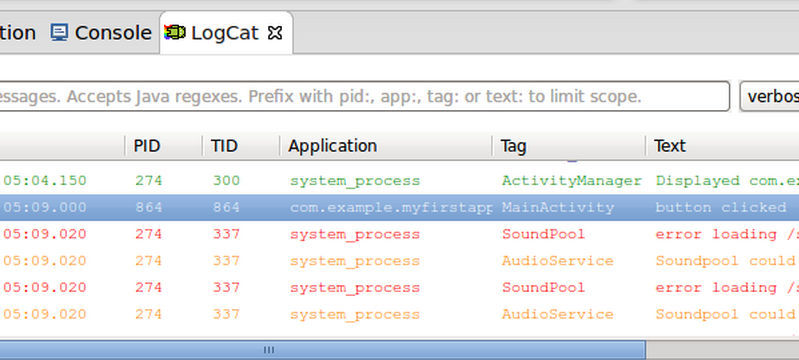 tion Console LogCat
essages. Accepts Java regexes. Prefix with pid:, app:, tag: or text: to limit scope. verbos
PID TID Application Tag Text
05:04.150 274 300 system_process ActivityManager Displayed com.e
05:09.000 864 864 com.example.myfirstapp MainActivity button clicked
05:09.020 274 337 system_process SoundPool error loading /s
05:09.020 274 337 system_process AudioService Soundpool could
05:09.020 274 337 system_process SoundPool error loading /s
05:09.020 274 337 system_process AudioService Soundpool could